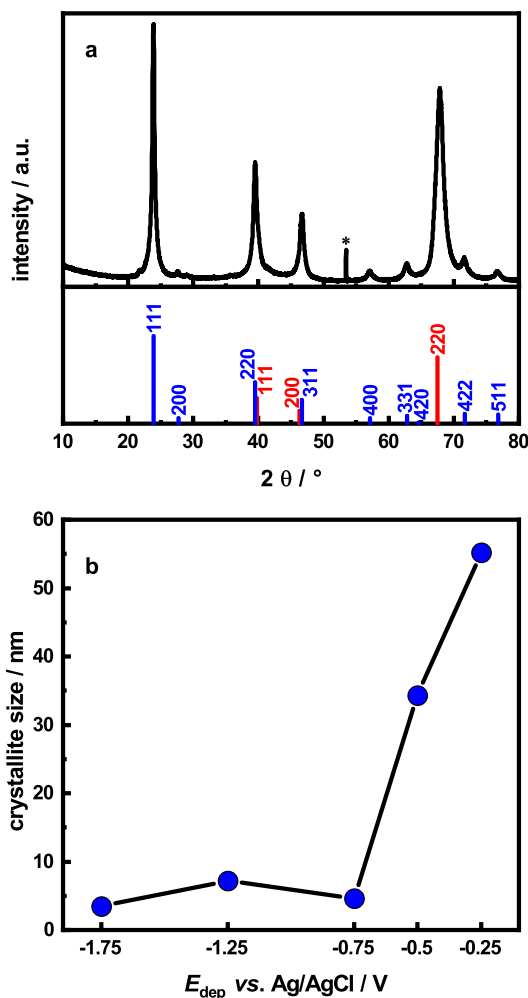 a
intensity / a.u.
*
111
200
220
111
200
311
400
331
420
220
422
511
10 20 30 40 50 60 70 80
2 θ / °
b
crystallite size / nm
60
50
40
30
20
10
0
-1.75 -1.25 -0.75 -0.5 -0.25
Edep vs. Ag/AgCl / V